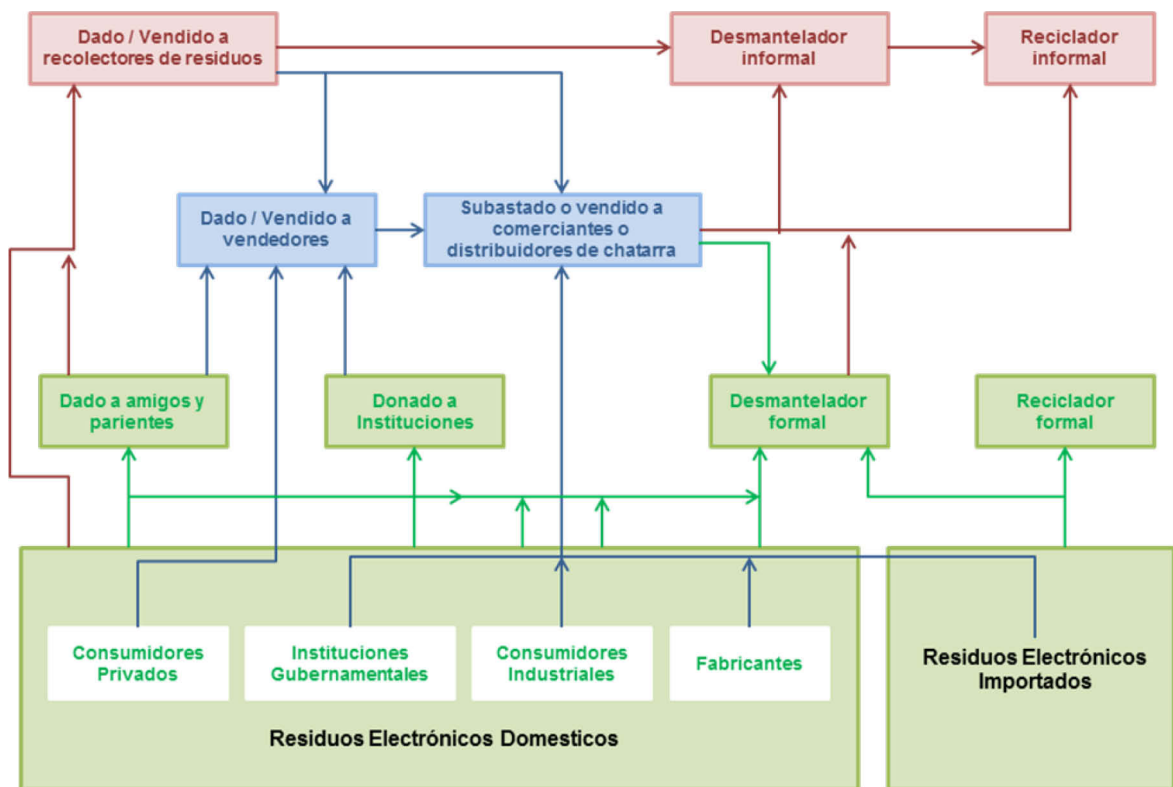 Dado / Vendido a
recolectores de residuos
Desmantelador
informal
Reciclador
informal
Dado / Vendido a
vendedores
Subastado o vendido a
comerciantes o
distribuidores de chatarra
Dado a amigos y
parientes
Donado a
Instituciones
Desmantelador
formal
Reciclador
formal
Consumidores
Privados
Instituciones
Gubernamentales
Consumidores
Industriales
Fabricantes
Residuos Electrónicos
Importados
Residuos Electrónicos Domesticos